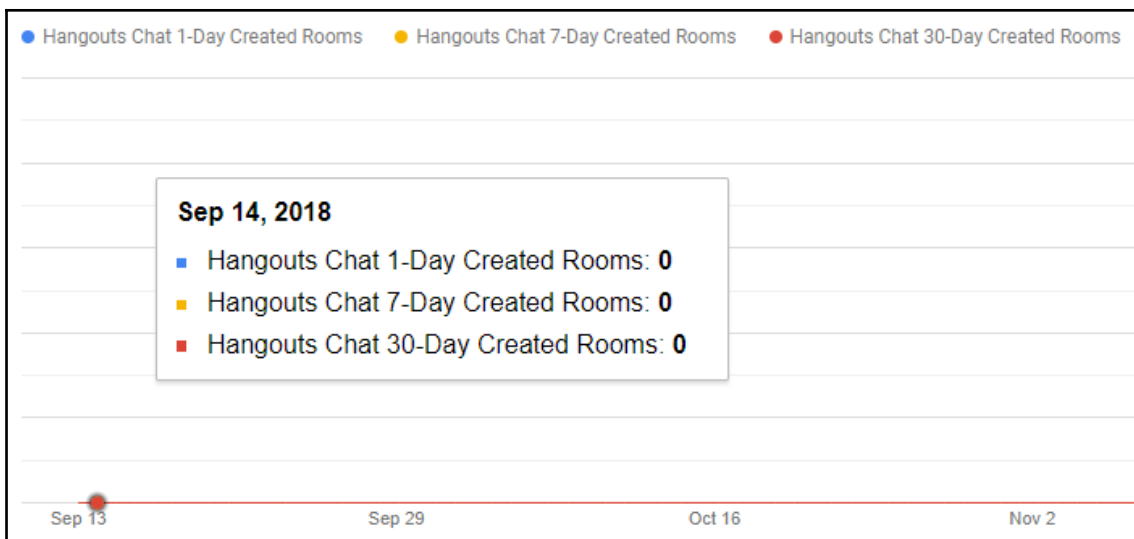 Hangouts Chat 1-Day Created Rooms Hangouts Chat 7-Day Created Rooms Hangouts Chat 30-Day Created Rooms
Sep 14, 2018
Hangouts Chat 1-Day Created Rooms: 0
Hangouts Chat 7-Day Created Rooms: 0
Hangouts Chat 30-Day Created Rooms: 0
Sep 13 Sep 29 Oct 16 Nov 2